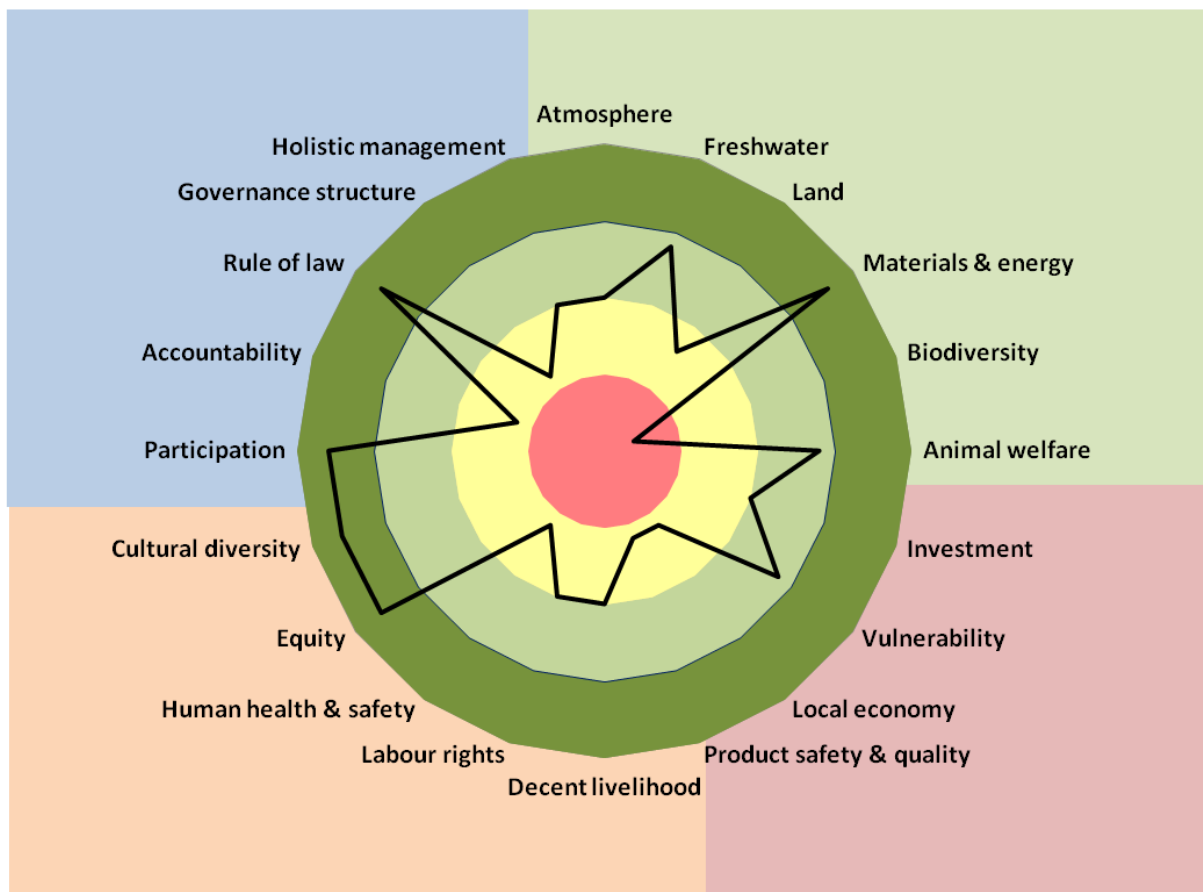 Atmosphere
Holistic management
Freshwater
Governance structure
Land
Rule of law
Materials & energy
Accountability
Biodiversity
Participation
Animal welfare
Cultural diversity
Investment
Equity
Vulnerability
Human health & safety
Local economy
Labour rights
Product safety & quality
Decent livelihood